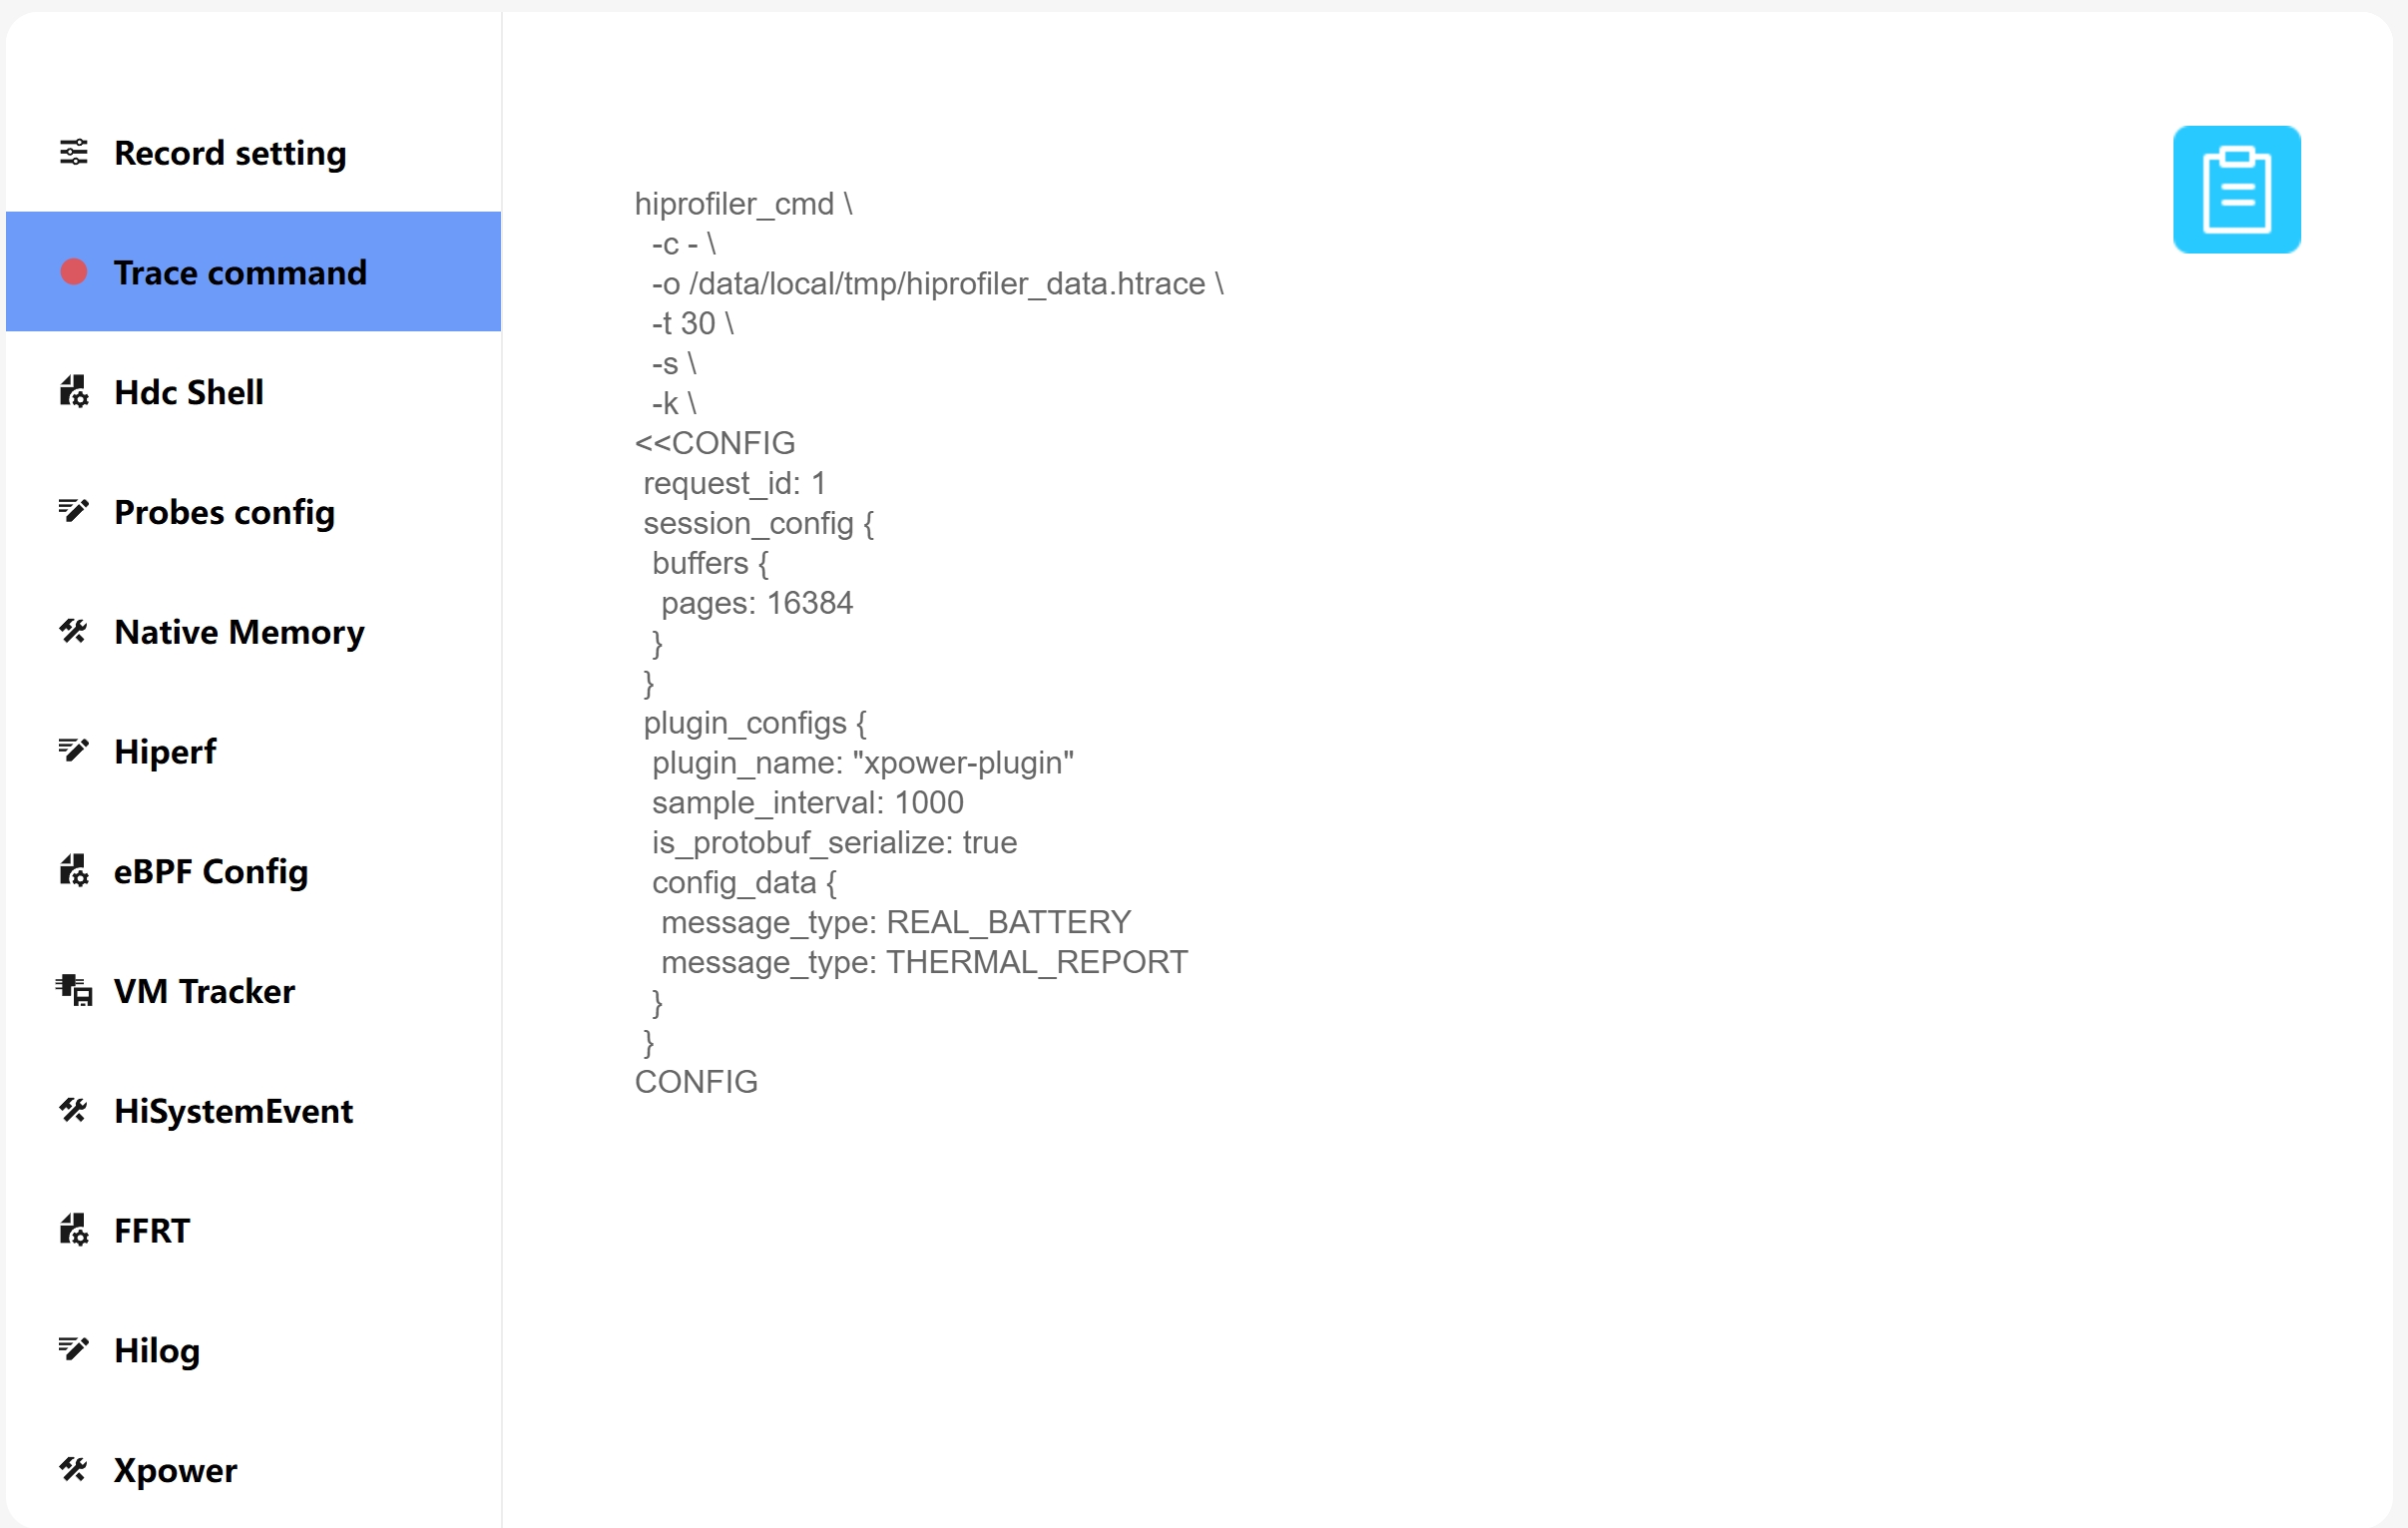 Record setting
Trace command
Hdc Shell
Probes config
Native Memory
Hiperf
eBPF Config
VM Tracker
HiSystemEvent
FFRT
Hilog
Xpower
hiprofiler_cmd \
-c - \
-o /data/local/tmp/hiprofiler_data.htrace \
-t 30 \
-s \
-k \
<<CONFIG
request_id: 1
session_config {
buffers {
pages: 16384
}
}
plugin_configs {
plugin_name: "xpower-plugin"
sample_interval: 1000
is_protobuf_serialize: true
config_data {
message_type: REAL_BATTERY
message_type: THERMAL_REPORT
}
}
CONFIG